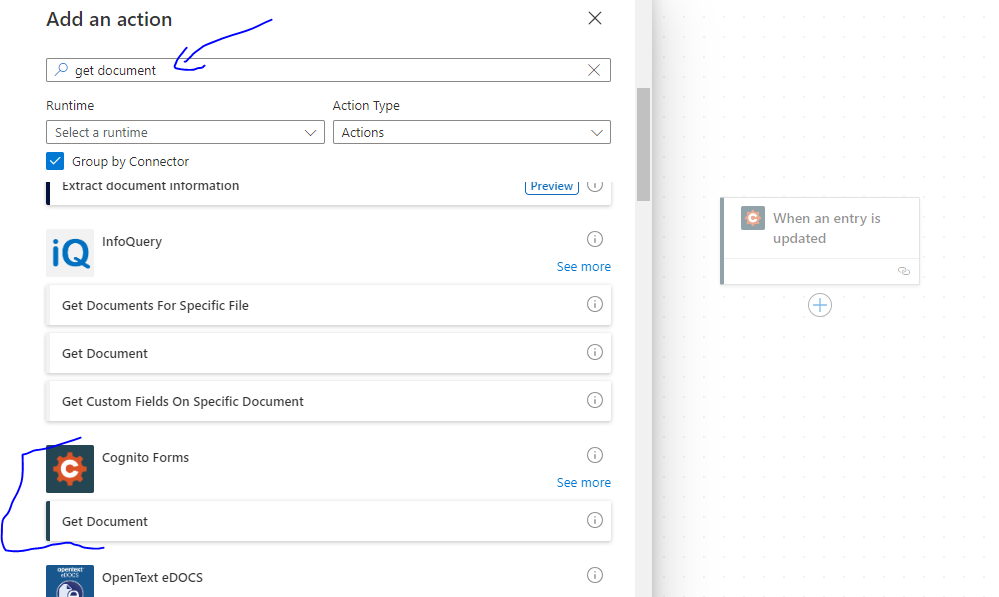 Add an action
get document
Runtime
Action Type
Select a runtime
Actions
Group by Connector
Extract document information
Preview
iQ
InfoQuery
See more
Get Documents For Specific File
Get Document
Get Custom Fields On Specific Document
C
Cognito Forms
See more
Get Document
opentext
eDOCS
OpenText eDOCS
C
When an entry is
updated